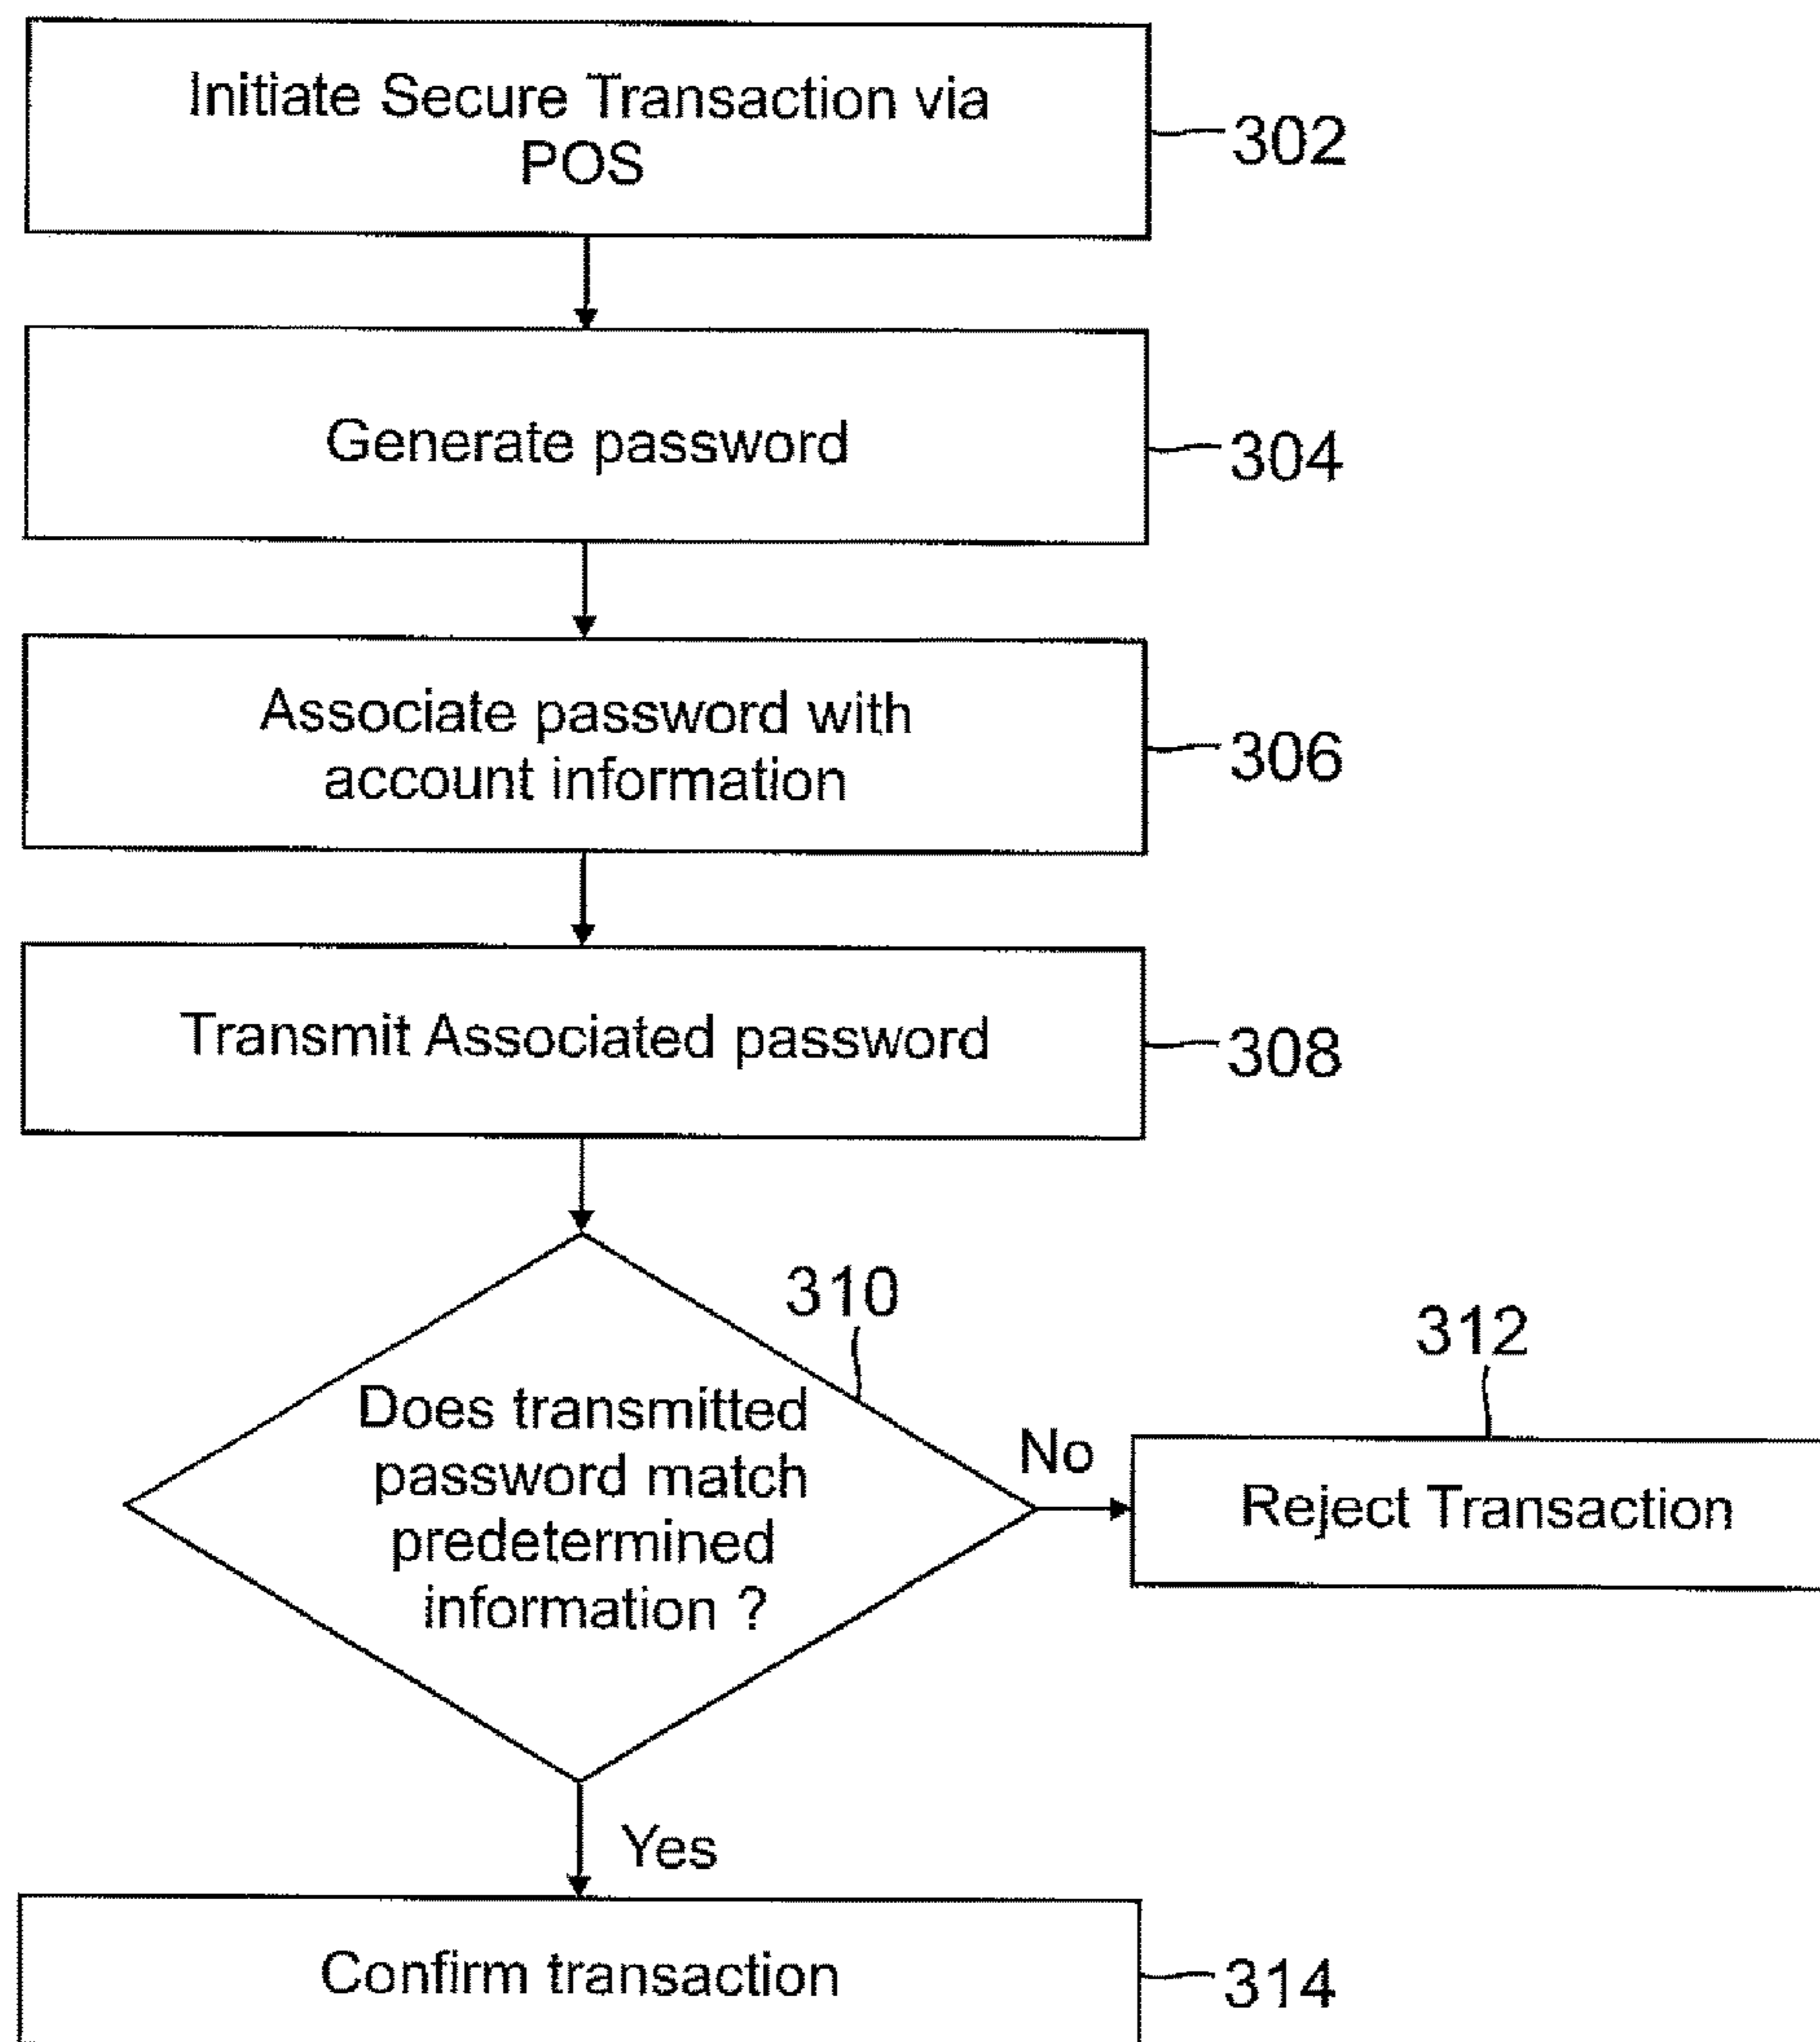 Initiate Secure Transaction via
POS
302
Generate password
304
Associate password with
account information
306
Transmit Associated password
308
310
Does transmitted
password match
predetermined
information ?
No
312
Reject Transaction
Yes
Confirm transaction
314